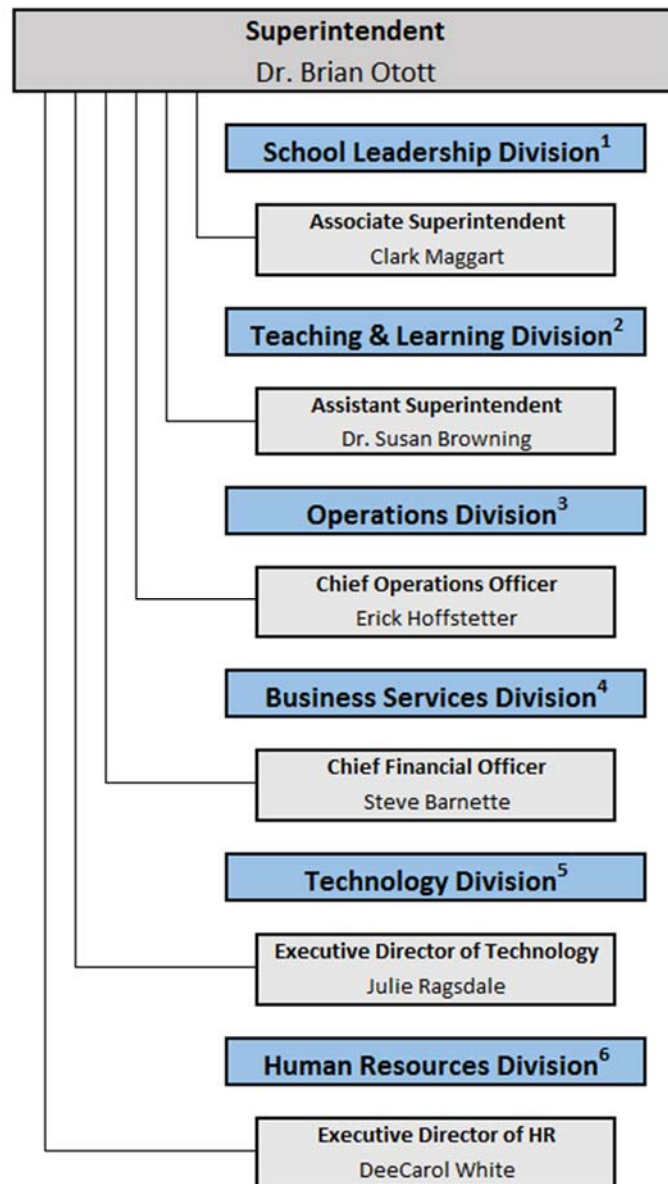 Superintendent
Dr. Brian Otott
School Leadership Division¹
Associate Superintendent
Clark Maggart
Teaching & Learning Division²
Assistant Superintendent
Dr. Susan Browning
Operations Division³
Chief Operations Officer
Erick Hoffstetter
Business Services Division⁴
Chief Financial Officer
Steve Barnette
Technology Division⁵
Executive Director of Technology
Julie Ragsdale
Human Resources Division⁶
Executive Director of HR
DeeCarol White